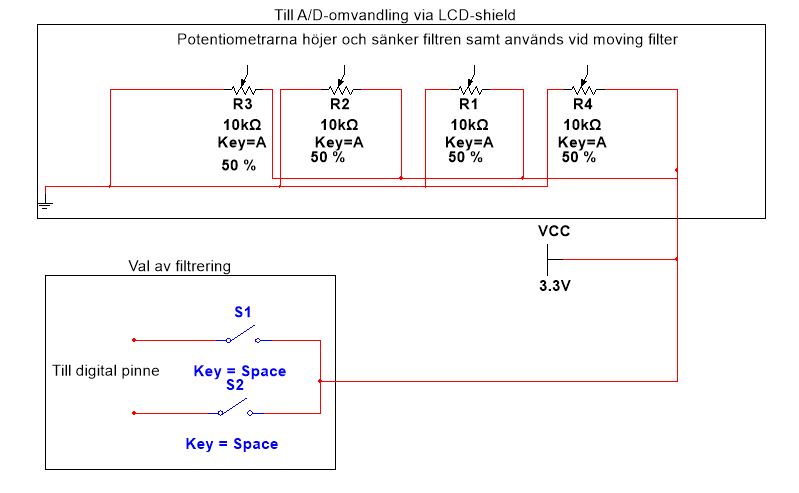 Till A/D-omvandling via LCD-shield
Potentiometrarna höjer och sänker filtren samt används vid moving filter
R3
10kΩ
Key=A
50 %
R2
10kΩ
Key=A
50 %
R1
10kΩ
Key=A
50 %
R4
10kΩ
Key=A
50 %
VCC
3.3V
Val av filtrering
S1
Till digital pinne
Key = Space
S2
Key = Space